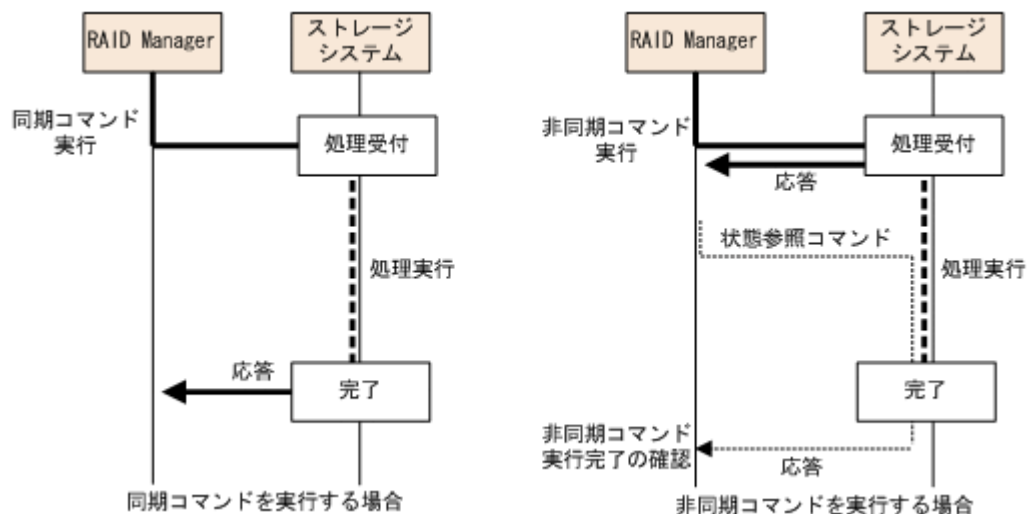 RAID Manager
ストレージ
システム
同期コマンド
実行
処理受付
処理実行
応答
完了
同期コマンドを実行する場合
RAID Manager
ストレージ
システム
非同期コマンド
実行
処理受付
応答
状態参照コマンド
処理実行
完了
非同期コマンド
実行完了の確認
応答
非同期コマンドを実行する場合